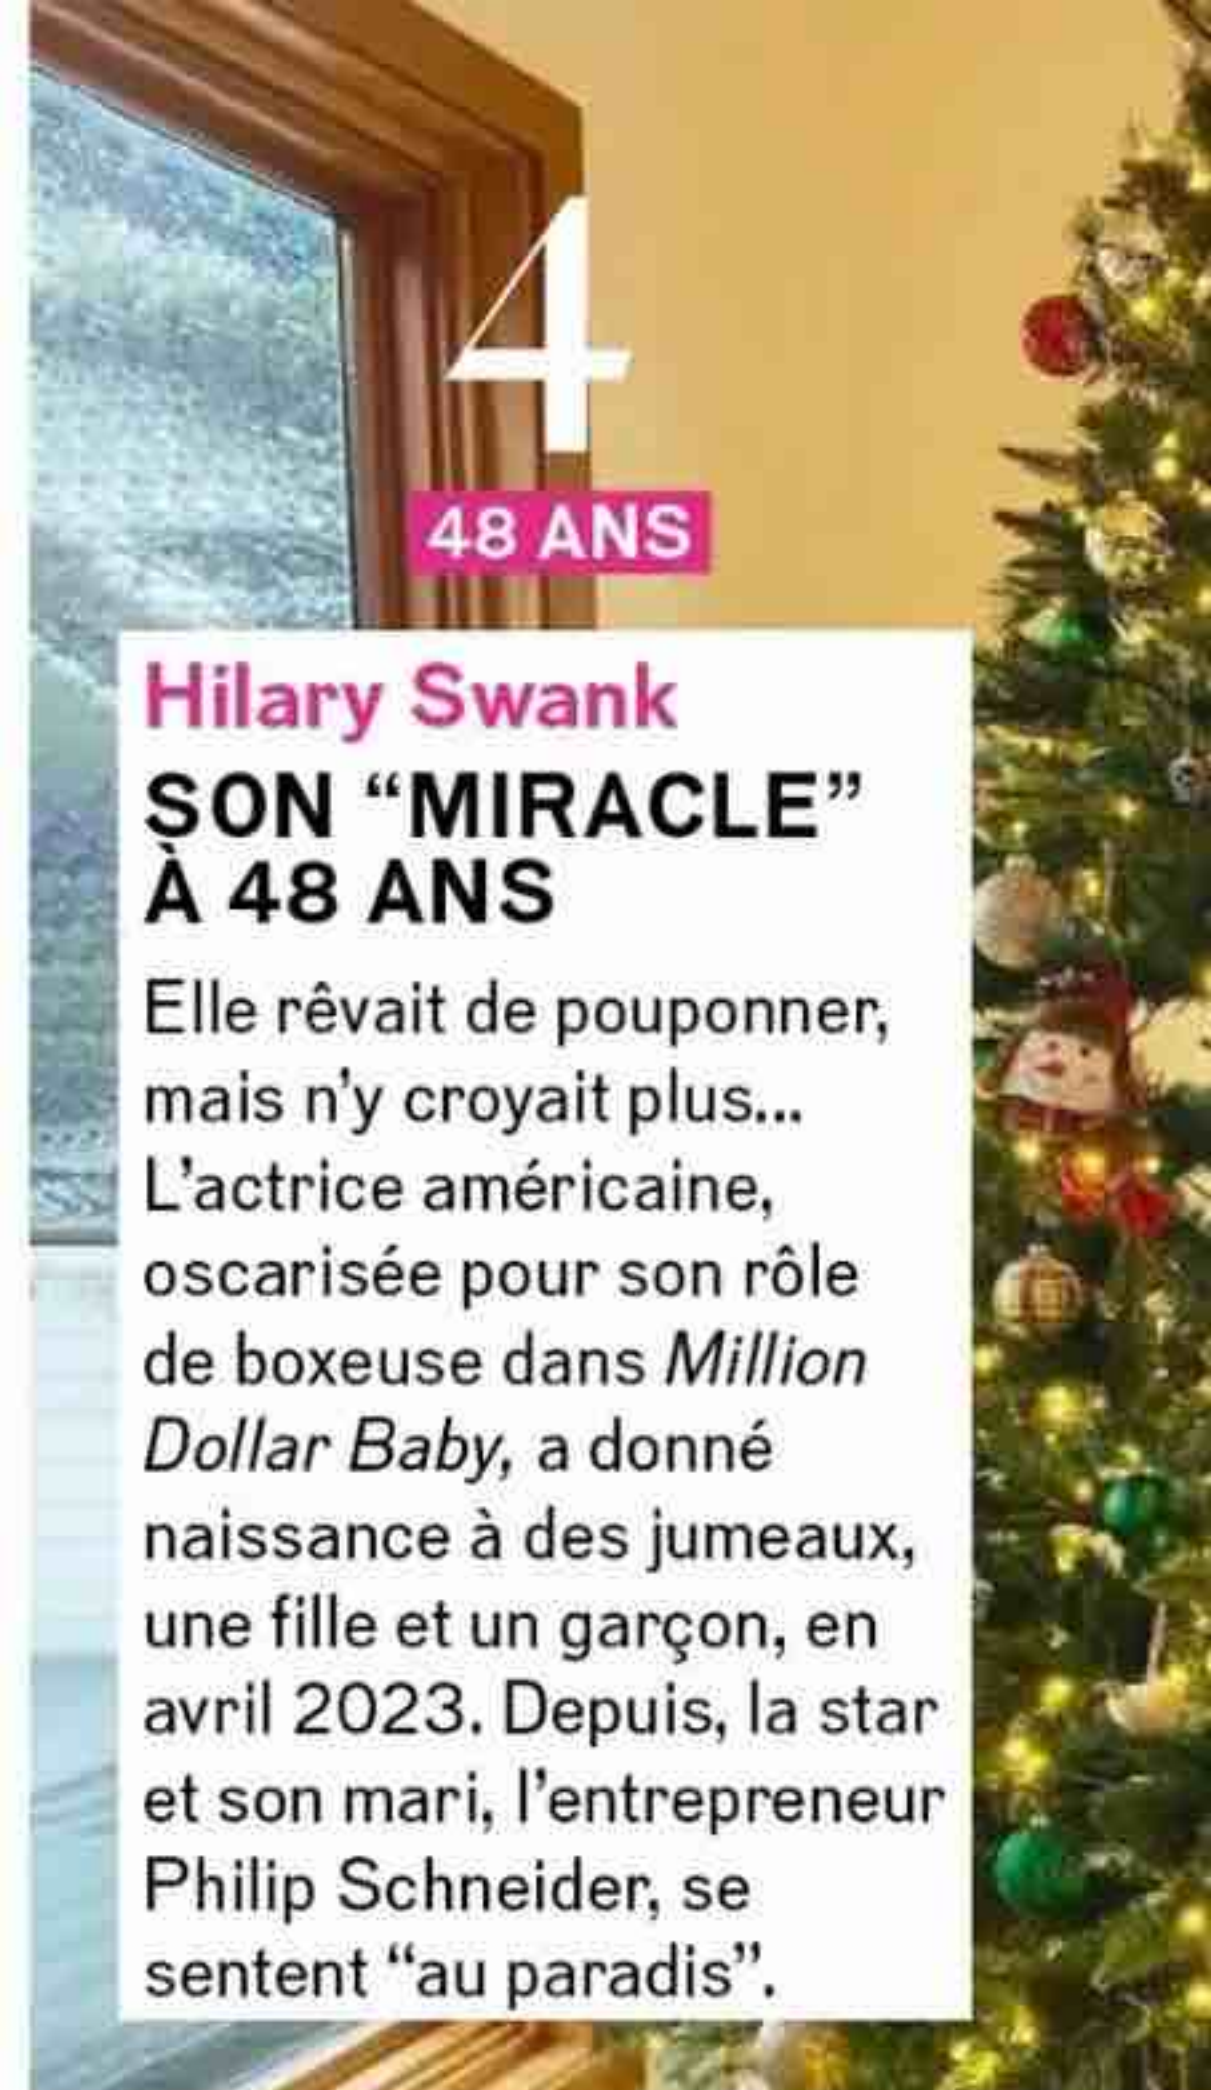 4
48 ANS
Hilary Swank
SON “MIRACLE”
À 48 ANS
Elle rêvait de pouponner,
mais n'y croyait plus...
L’actrice américaine,
oscarisée pour son rôle
de boxeuse dans Million
Dollar Baby, a donné
naissance à des jumeaux,
une fille et un garçon, en
avril 2023. Depuis, la star
et son mari, l’entrepreneur
Philip Schneider, se
sentent “au paradis”.